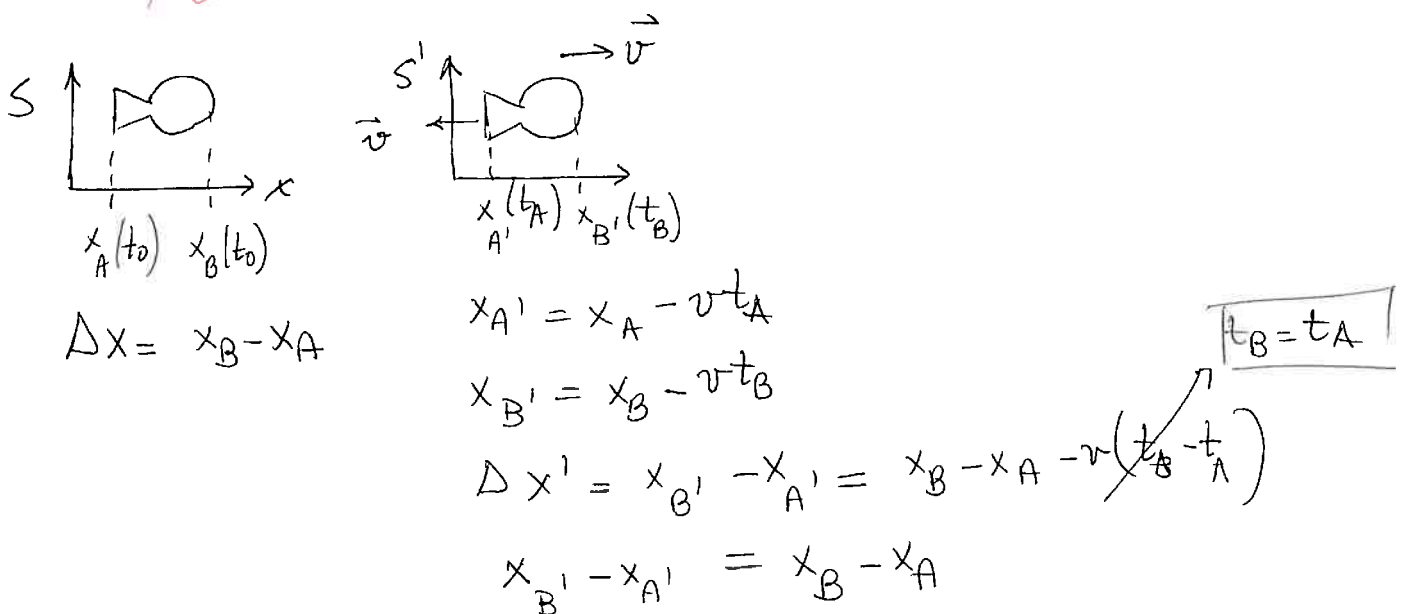 S
x
x_A(t_0) x_B(t_0)
Δx = x_B - x_A
S'
→ v⃗
v⃗
x_A'(t_A) x_B'(t_B)
x_A' = x_A - vt_A
x_B' = x_B - vt_B
t_B = t_A
Δx' = x_B' - x_A' = x_B - x_A - v(t_B - t_A)
x_B' - x_A' = x_B - x_A